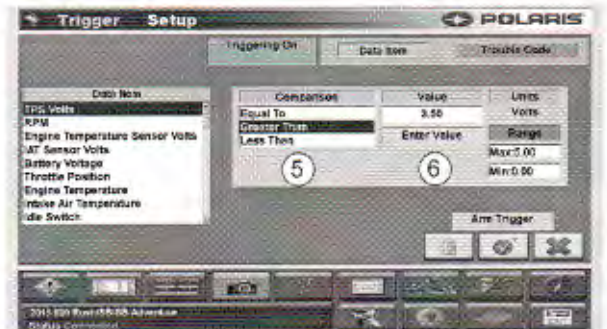 Trigger Setup
POLARIS
Triggering On
Data Item
Trouble Code
Data Item
TPS Volts
RPM
Engine Temperature Sensor Volts
IAT Sensor Volts
Battery Voltage
Throttle Position
Engine Temperature
Intake Air Temperature
Idle Switch
Comparison
Equal To
Greater Than
Less Then
5
Value
3.50
Enter Value
6
Units
Volts
Range
Max:5.00
Min:0.00
Arm Trigger
Status